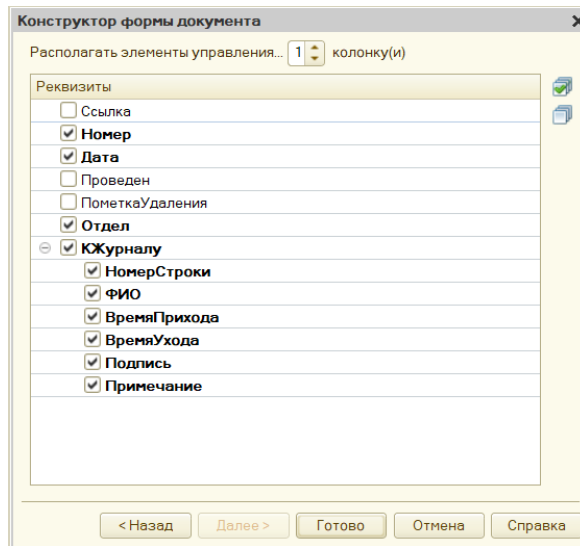 Конструктор формы документа
Располагать элементы управления... 1 колонку(и)
Реквизиты
Ссылка
Номер
Дата
Проведен
ПометкаУдаления
Отдел
КЖурналу
НомерСтроки
ФИО
ВремяПрихода
ВремяУхода
Подпись
Примечание
< Назад Далее > Готово Отмена Справка